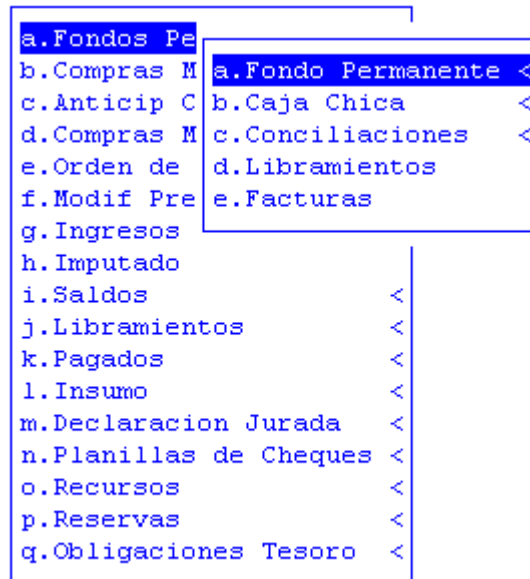 a.Fondos Pe
b.Compras M
c.Anticip C
d.Compras M
e.Orden de
f.Modif Pre
g.Ingresos
h.Imputado
i.Saldos <
j.Libramientos <
k.Pagados <
l.Insumo <
m.Declaracion Jurada <
n.Planillas de Cheques <
o.Recursos <
p.Reservas <
q.Obligaciones Tesoro <
a.Fondo Permanente <
b.Caja Chica <
c.Conciliaciones <
d.Libramientos
e.Facturas